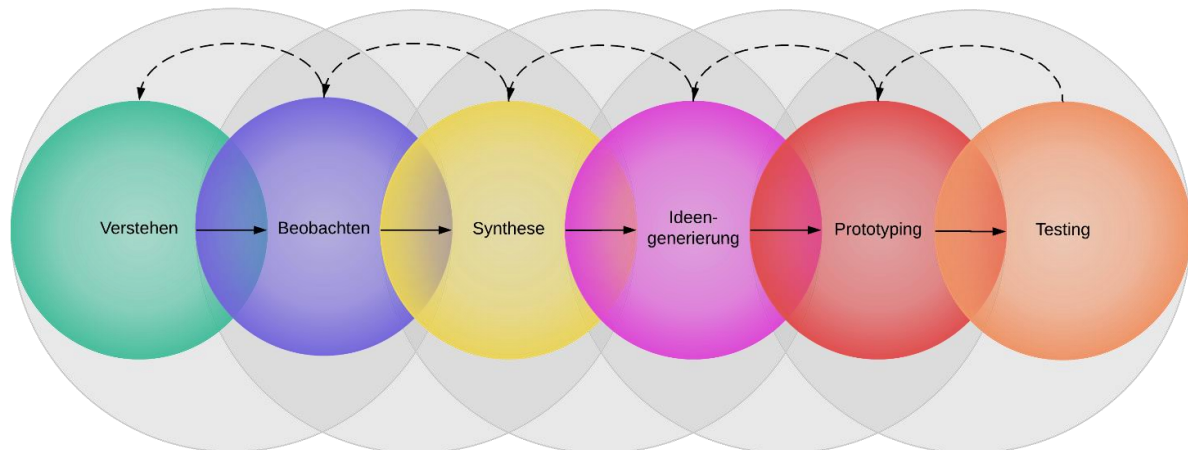 Verstehen
Beobachten
Synthese
Ideen-
generierung
Prototyping
Testing